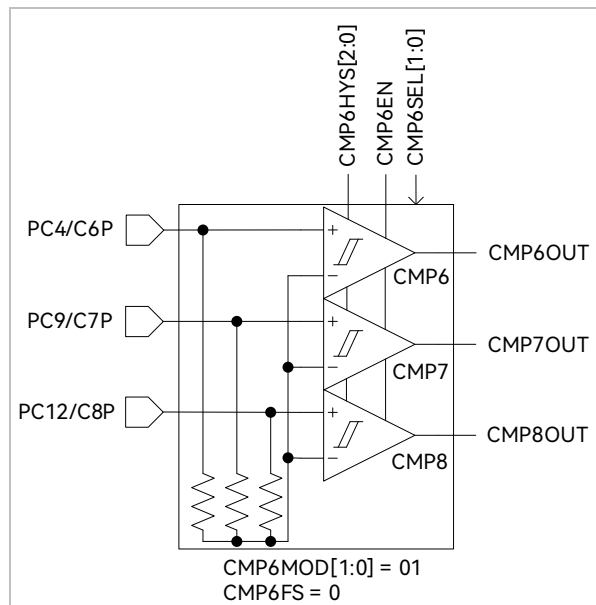 CMP6HYS[2:0]
CMP6EN
CMP6SEL[1:0]
PC4/C6P
+
−
CMP6
CMP6OUT
PC9/C7P
+
−
CMP7
CMP7OUT
PC12/C8P
+
−
CMP8
CMP8OUT
CMP6MOD[1:0] = 01
CMP6FS = 0